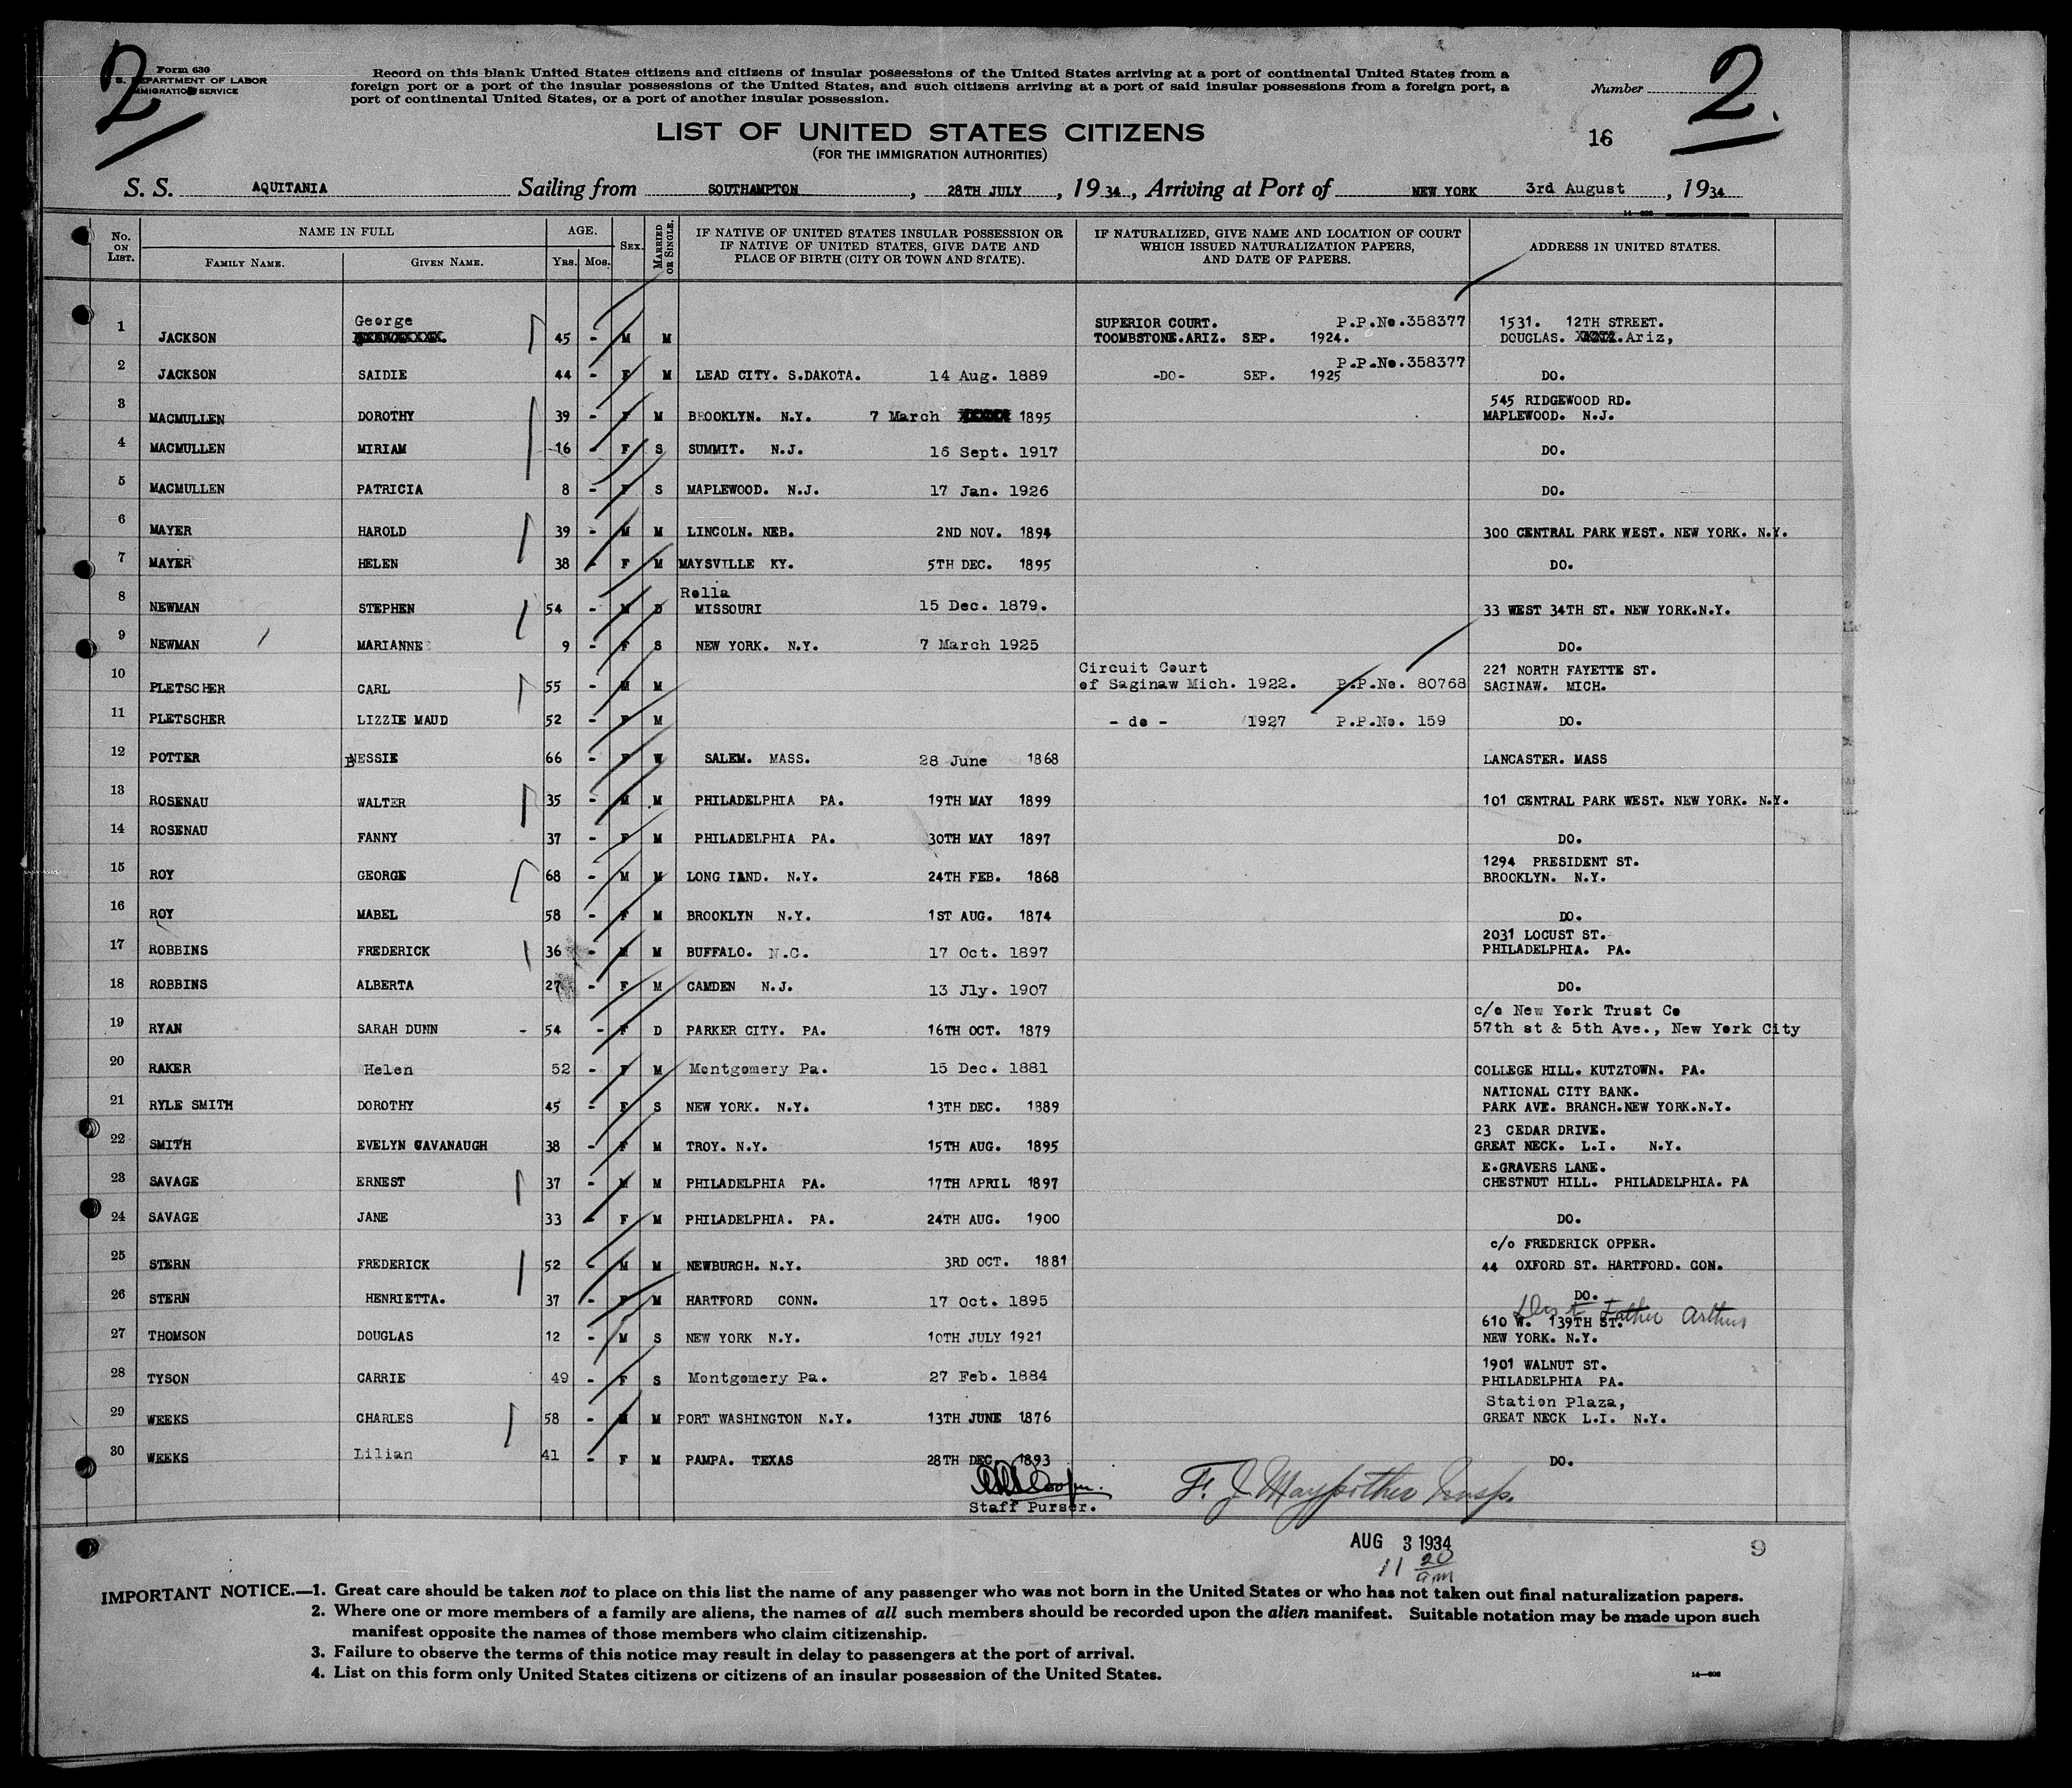 2
Form 630
U. S. DEPARTMENT OF LABOR
IMMIGRATION SERVICE
Record on this blank United States citizens and citizens of insular possessions of the United States arriving at a port of continental United States from a
foreign port or a port of the insular possessions of the United States, and such citizens arriving at a port of said insular possessions from a foreign port, a
port of continental United States, or a port of another insular possession.
Number
2.
16
LIST OF UNITED STATES CITIZENS
(FOR THE IMMIGRATION AUTHORITIES)
S. S. AQUITANIA Sailing from SOUTHAMPTON, 28TH JULY, 1934, Arriving at Port of NEW YORK 3rd August, 1934
14—608
No. ON LIST. NAME IN FULL FAMILY NAME. GIVEN NAME. AGE. Yrs. Mos. SEX. MARRIED OR SINGLE. IF NATIVE OF UNITED STATES INSULAR POSSESSION OR IF NATIVE OF UNITED STATES, GIVE DATE AND PLACE OF BIRTH (CITY OR TOWN AND STATE). IF NATURALIZED, GIVE NAME AND LOCATION OF COURT WHICH ISSUED NATURALIZATION PAPERS, AND DATE OF PAPERS. ADDRESS IN UNITED STATES.
George SUPERIOR COURT. P.P.No.358377 1531. 12TH STREET.
1 JACKSON 45 - M M TOOMBSTONE.ARIZ. SEP. 1924. DOUGLAS. Ariz,
P.P.No.358377
2 JACKSON SAIDIE 44 - F M LEAD CITY. S.DAKOTA. 14 Aug. 1889 -DO- SEP. 1925 DO.
545 RIDGEWOOD RD.
3 MACMULLEN DOROTHY 39 - F M BROOKLYN. N.Y. 7 March 1895 MAPLEWOOD. N.J.
4 MACMULLEN MIRIAM 16 - F S SUMMIT. N.J. 16 Sept. 1917 DO.
5 MACMULLEN PATRICIA 8 - F S MAPLEWOOD. N.J. 17 Jan. 1926 DO.
6 MAYER HAROLD 39 - M M LINCOLN. NEB. 2ND NOV. 1894 300 CENTRAL PARK WEST. NEW YORK. N.Y.
7 MAYER HELEN 38 - F M MAYSVILLE KY. 5TH DEC. 1895 DO.
Rolla
8 NEWMAN STEPHEN 54 - M D MISSOURI 15 Dec. 1879. 33 WEST 34TH ST. NEW YORK.N.Y.
9 NEWMAN MARIANNE 9 - F S NEW YORK. N.Y. 7 March 1925 DO.
Circuit Court 221 NORTH FAYETTE ST.
10 PLETSCHER CARL 55 - M M of Saginaw Mich. 1922. P.P.No. 80768 SAGINAW. MICH.
11 PLETSCHER LIZZIE MAUD 52 - F M - do - 1927 P.P.No. 159 DO.
12 POTTER BESSIE 66 - F W SALEM. MASS. 28 June 1868 LANCASTER. MASS
13 ROSENAU WALTER 35 - M M PHILADELPHIA PA. 19TH MAY 1899 101 CENTRAL PARK WEST. NEW YORK. N.Y.
14 ROSENAU FANNY 37 - F M PHILADELPHIA PA. 30TH MAY 1897 DO.
1294 PRESIDENT ST.
15 ROY GEORGE 68 - M M LONG IAND. N.Y. 24TH FEB. 1868 BROOKLYN. N.Y.
16 ROY MABEL 58 - F M BROOKLYN N.Y. 1ST AUG. 1874 DO.
2031 LOCUST ST.
17 ROBBINS FREDERICK 36 - M M BUFFALO. N.C. 17 Oct. 1897 PHILADELPHIA. PA.
18 ROBBINS ALBERTA 27 - F M CAMDEN N.J. 13 Jly. 1907 DO.
c/o New York Trust Co
19 RYAN SARAH DUNN - 54 - F D PARKER CITY. PA. 16TH OCT. 1879 57th st & 5th Ave., New York City
20 RAKER Helen 52 - F M Montgomery Pa. 15 Dec. 1881 COLLEGE HILL. KUTZTOWN. PA.
NATIONAL CITY BANK.
21 RYLE SMITH DOROTHY 45 - F S NEW YORK. N.Y. 13TH DEC. 1889 PARK AVE. BRANCH.NEW YORK.N.Y.
23 CEDAR DRIVE.
22 SMITH EVELYN CAVANAUGH 38 - F M TROY. N.Y. 15TH AUG. 1895 GREAT NECK. L.I. N.Y.
E.GRAVERS LANE.
23 SAVAGE ERNEST 37 - M M PHILADELPHIA PA. 17TH APRIL 1897 CHESTNUT HILL. PHILADELPHIA. PA
24 SAVAGE JANE 33 - F M PHILADELPHIA. PA. 24TH AUG. 1900 DO.
c/o FREDERICK OPPER.
25 STERN FREDERICK 52 - M M NEWBURGH. N.Y. 3RD OCT. 1881 44 OXFORD ST. HARTFORD. CON.
26 STERN HENRIETTA. 37 - F M HARTFORD CONN. 17 Oct. 1895 DO.
Father Arthur
610 W. 139TH ST.
27 THOMSON DOUGLAS 12 - M S NEW YORK N.Y. 10TH JULY 1921 NEW YORK. N.Y.
1901 WALNUT ST.
28 TYSON CARRIE 49 - F S Montgomery Pa. 27 Feb. 1884 PHILADELPHIA PA.
Station Plaza,
29 WEEKS CHARLES 58 - M M PORT WASHINGTON N.Y. 13TH JUNE 1876 GREAT NECK L.I. N.Y.
30 WEEKS Lilian 41 - F M PAMPA. TEXAS 28TH DEC. 1893 DO.
Staff Purser.
AUG 3 1934
11 20 am
9
IMPORTANT NOTICE.—1. Great care should be taken not to place on this list the name of any passenger who was not born in the United States or who has not taken out final naturalization papers.
2. Where one or more members of a family are aliens, the names of all such members should be recorded upon the alien manifest. Suitable notation may be made upon such
manifest opposite the names of those members who claim citizenship.
3. Failure to observe the terms of this notice may result in delay to passengers at the port of arrival.
4. List on this form only United States citizens or citizens of an insular possession of the United States.
14—608